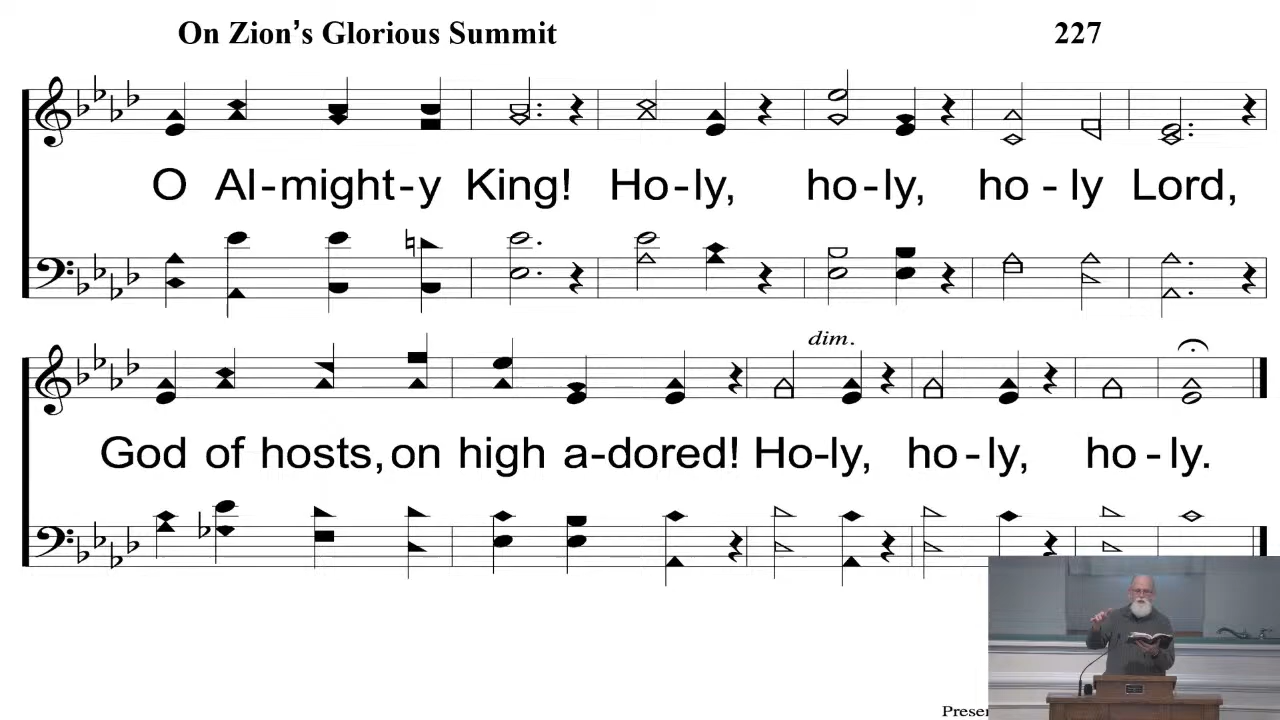 On Zion's Glorious Summit 227
O Al-might-y King! Ho-ly, ho-ly, ho-ly Lord,
dim.
God of hosts, on high a-dored! Ho-ly, ho-ly, ho-ly.